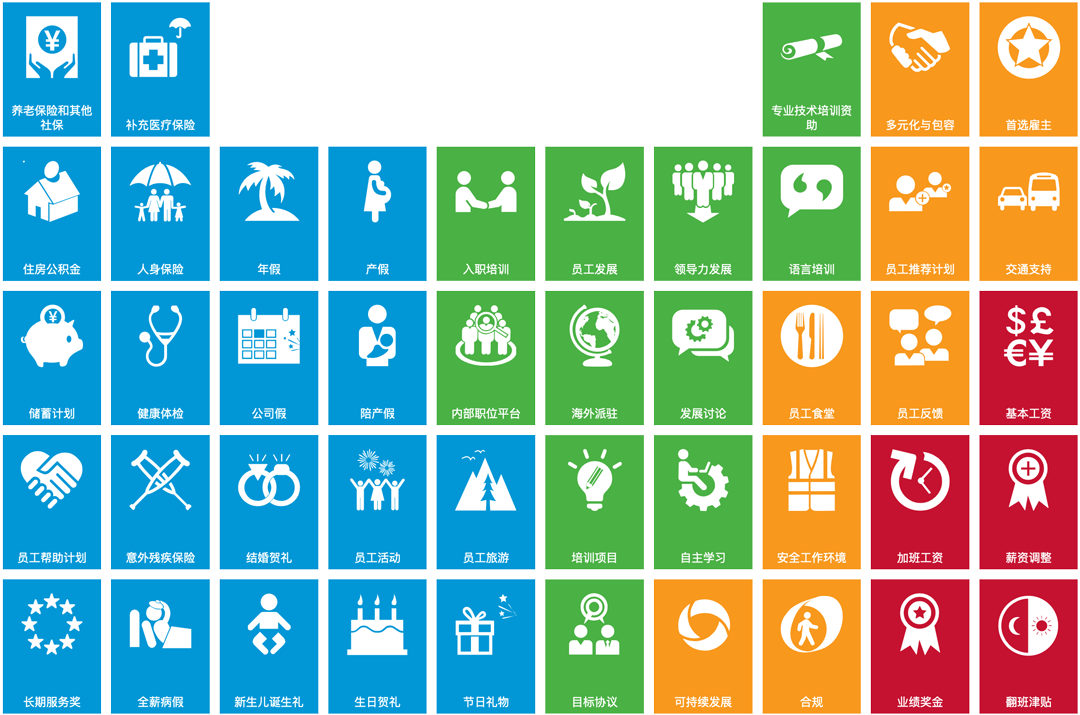 养老保险和其他
社保
补充医疗保险
专业技术培训资
助
多元化与包容
首选雇主
住房公积金
人身保险
年假
产假
入职培训
员工发展
领导力发展
语言培训
员工推荐计划
交通支持
储蓄计划
健康体检
公司假
陪产假
内部职位平台
海外派驻
发展讨论
员工食堂
员工反馈
基本工资
员工帮助计划
意外残疾保险
结婚贺礼
员工活动
员工旅游
培训项目
自主学习
安全工作环境
加班工资
薪资调整
长期服务奖
全薪病假
新生儿诞生礼
生日贺礼
节日礼物
目标协议
可持续发展
合规
业绩奖金
翻班津贴